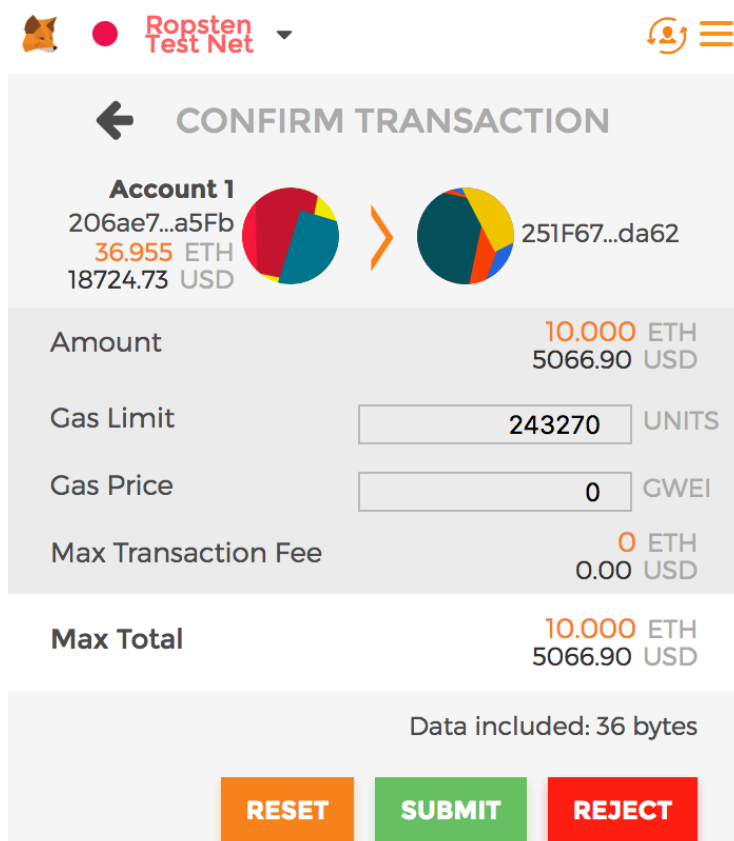 Ropsten
Test Net
CONFIRM TRANSACTION
Account 1
206ae7...a5Fb
36.955 ETH
18724.73 USD
251F67...da62
Amount
10.000 ETH
5066.90 USD
Gas Limit
243270 UNITS
Gas Price
0 GWEI
Max Transaction Fee
0 ETH
0.00 USD
Max Total
10.000 ETH
5066.90 USD
Data included: 36 bytes
RESET SUBMIT REJECT